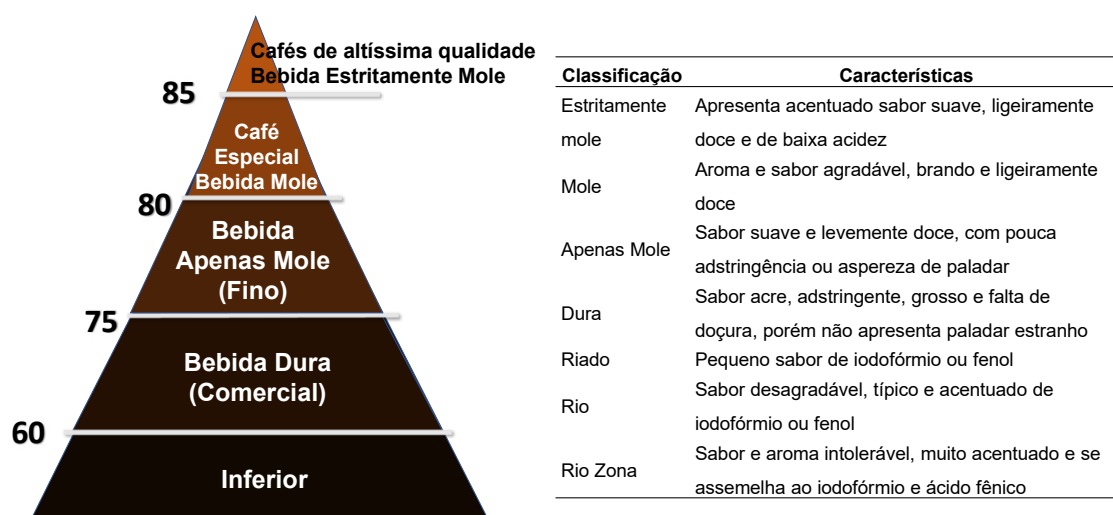 Cafés de altíssima qualidade
Bebida Estritamente Mole
85
Café
Especial
Bebida Mole
80
Bebida
Apenas Mole
(Fino)
75
Bebida Dura
(Comercial)
60
Inferior
Classificação Características
Estritamente mole
Apresenta acentuado sabor suave, ligeiramente
doce e de baixa acidez
Mole
Aroma e sabor agradável, brando e ligeiramente
doce
Apenas Mole
Sabor suave e levemente doce, com pouca
adstringência ou aspereza de paladar
Dura
Sabor acre, adstringente, grosso e falta de
doçura, porém não apresenta paladar estranho
Riado
Pequeno sabor de iodofórmio ou fenol
Rio
Sabor desagradável, típico e acentuado de
iodofórmio ou fenol
Rio Zona
Sabor e aroma intolerável, muito acentuado e se
assemelha ao iodofórmio e ácido fênico